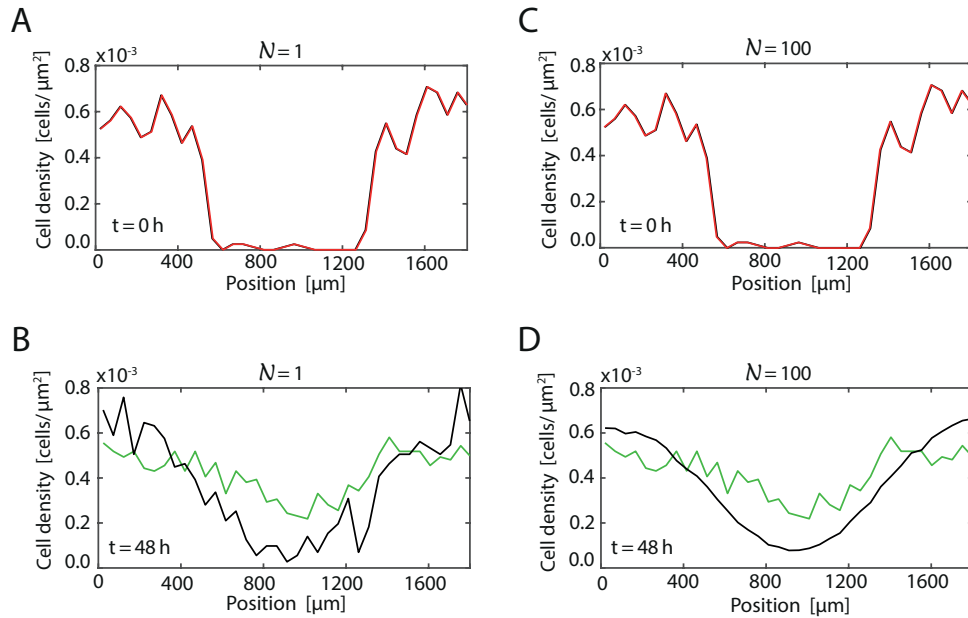 A
x10⁻³
𝒩 = 1
Cell density [cells/ μm²]
0.8
0.6
0.4
0.2
0.0
t = 0 h
0 400 800 1200 1600
Position [μm]
C
x10⁻³
𝒩 = 100
Cell density [cells/ μm²]
0.8
0.6
0.4
0.2
0.0
t = 0 h
0 400 800 1200 1600
Position [μm]
B
x10⁻³
𝒩 = 1
Cell density [cells/ μm²]
0.8
0.6
0.4
0.2
0.0
t = 48 h
0 400 800 1200 1600
Position [μm]
D
x10⁻³
𝒩 = 100
Cell density [cells/ μm²]
0.8
0.6
0.4
0.2
0.0
t = 48 h
0 400 800 1200 1600
Position [μm]